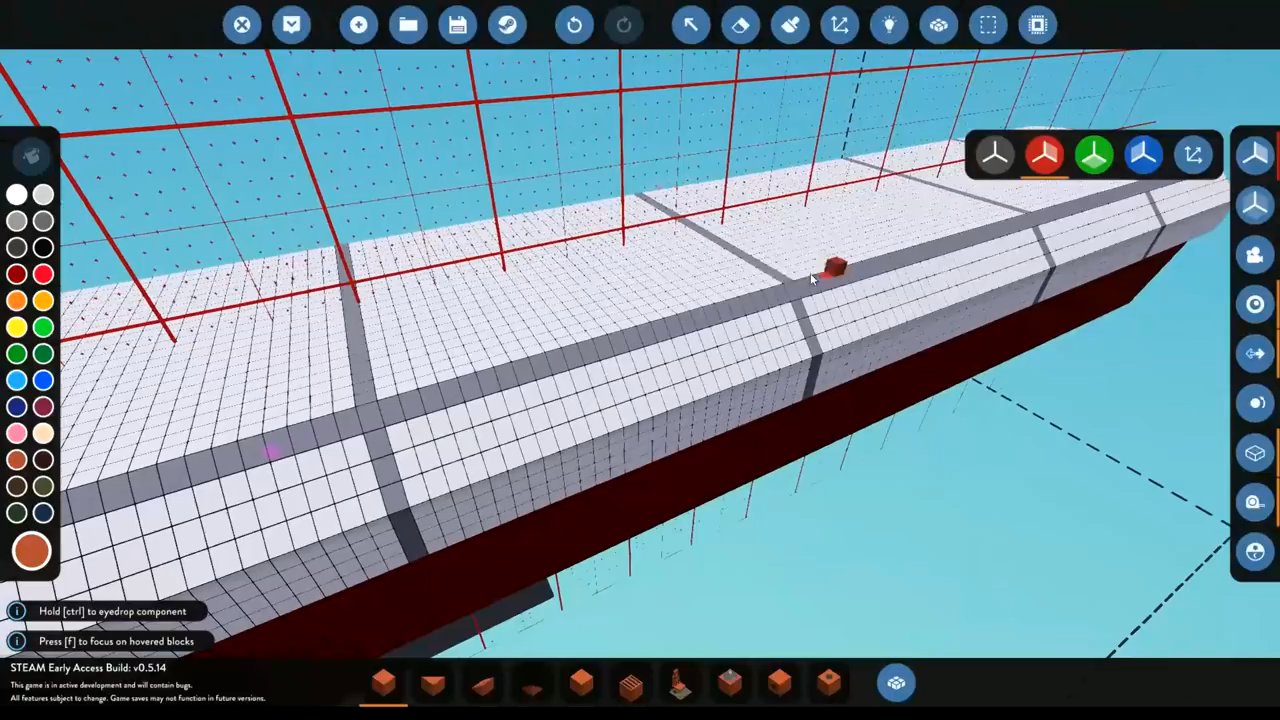 Hold [ctrl] to eyedrop component
Press [f] to focus on hovered blocks
STEAM Early Access Build: v0.5.14
This game is in active development and will contain bugs.
All features subject to change. Game saves may not function in future versions.